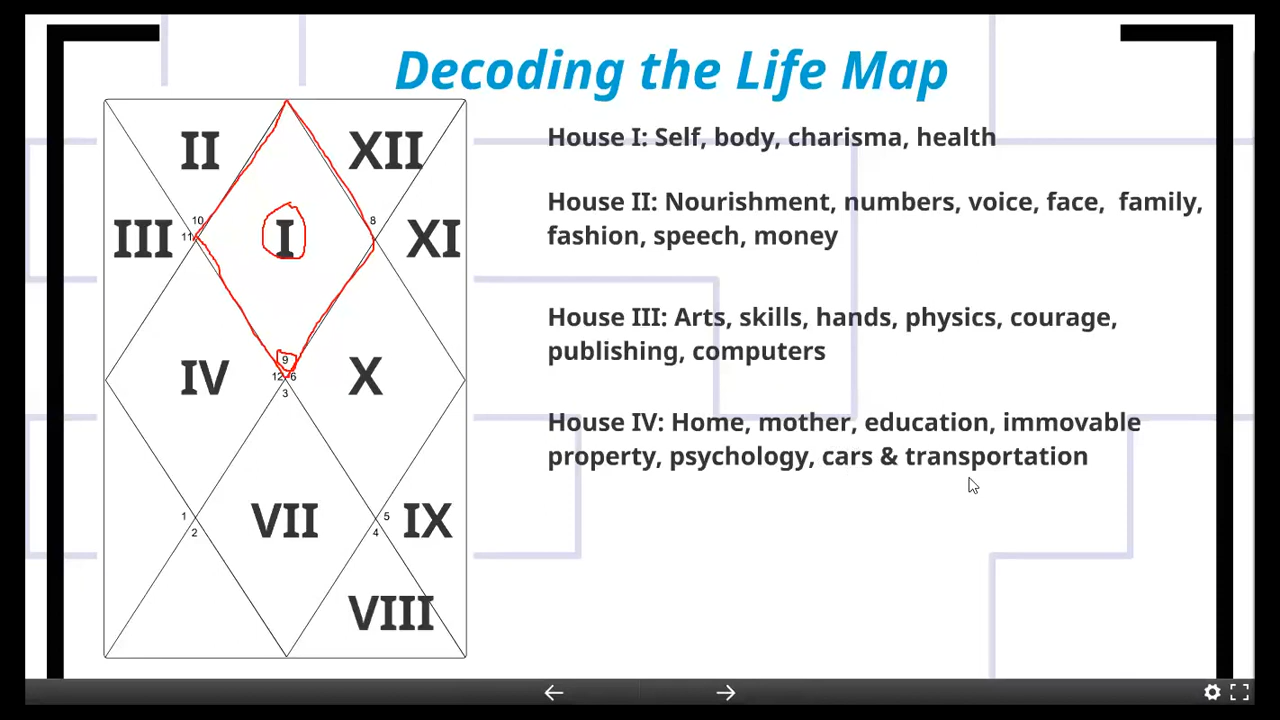 Decoding the Life Map
II
XII
House I: Self, body, charisma, health
House II: Nourishment, numbers, voice, face, family,
fashion, speech, money
10
8
III
11
I
XI
House III: Arts, skills, hands, physics, courage,
publishing, computers
9
IV
12
6
X
3
House IV: Home, mother, education, immovable
property, psychology, cars & transportation
1
VII
5
IX
2
4
VIII